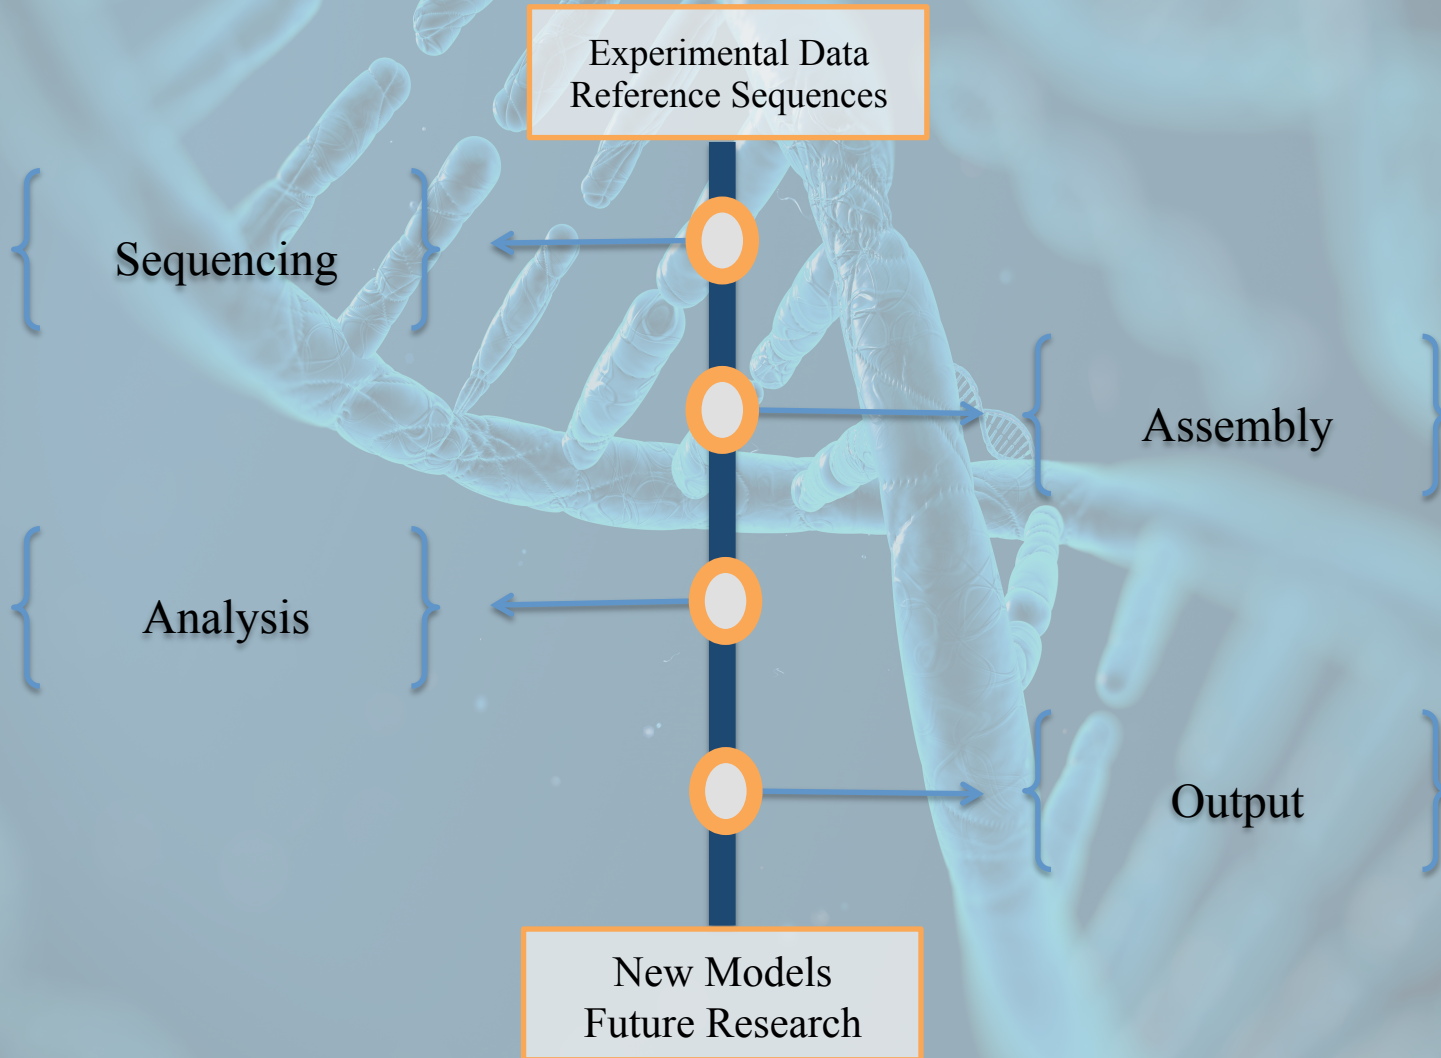 Experimental Data
Reference Sequences
Sequencing
Assembly
Analysis
Output
New Models
Future Research